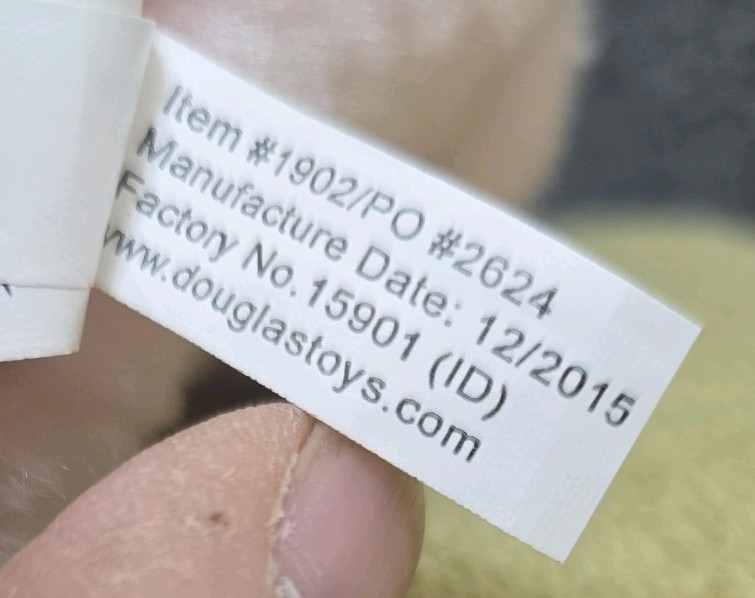 Item #1902/PO #2624
Manufacture Date: 12/2015
Factory No.15901 (ID)
www.douglastoys.com